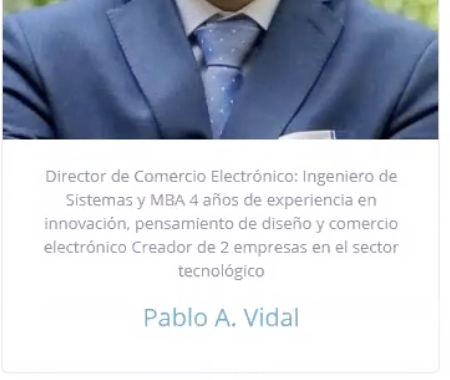 Director de Comercio Electrónico: Ingeniero de
Sistemas y MBA 4 años de experiencia en
innovación, pensamiento de diseño y comercio
electrónico Creador de 2 empresas en el sector
tecnológico
Pablo A. Vidal